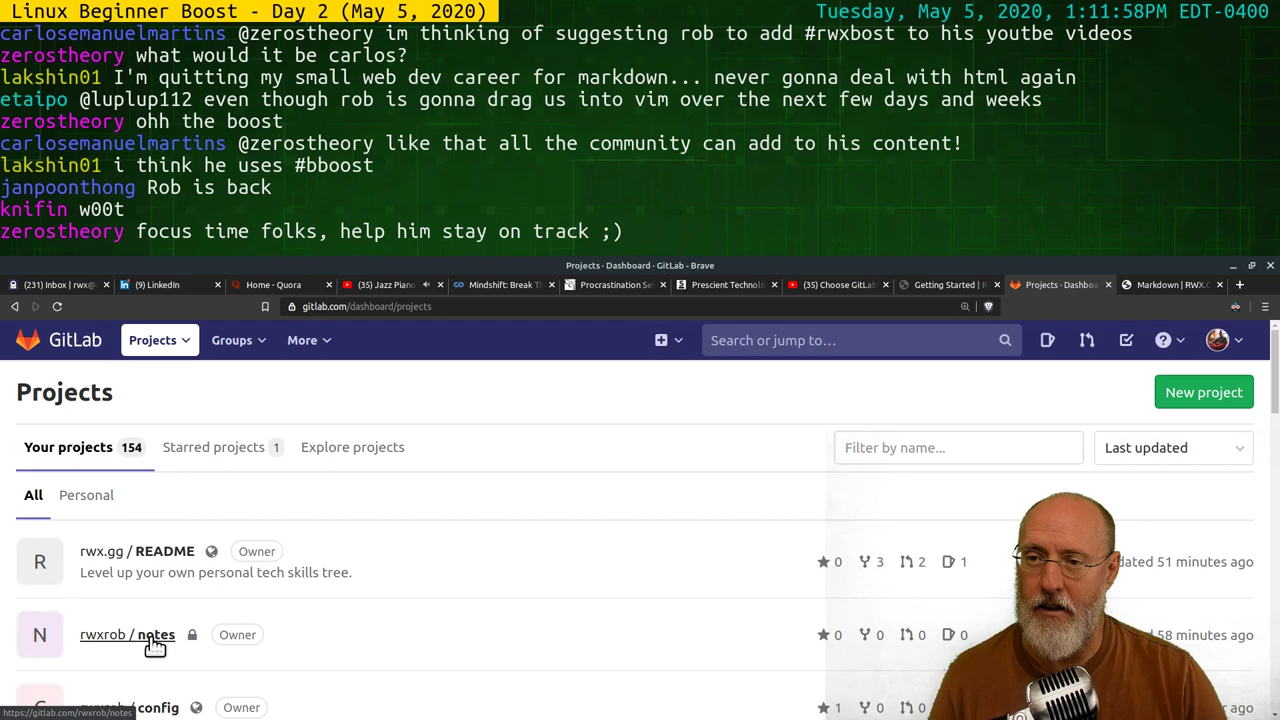 Linux Beginner Boost - Day 2 (May 5, 2020)
Tuesday, May 5, 2020, 1:11:58PM EDT-0400
carlosemanuelmartins @zerostheory im thinking of suggesting rob to add #rwxbost to his youtbe videos
zerostheory what would it be carlos?
lakshin01 I'm quitting my small web dev career for markdown... never gonna deal with html again
etaipo @luplup112 even though rob is gonna drag us into vim over the next few days and weeks
zerostheory ohh the boost
carlosemanuelmartins @zerostheory like that all the community can add to his content!
lakshin01 i think he uses #bboost
janpoonthong Rob is back
knifin w00t
zerostheory focus time folks, help him stay on track ;)
Projects · Dashboard · GitLab - Brave
(231) Inbox | rwx@
(9) LinkedIn
Home - Quora
(35) Jazz Piano
Mindshift: Break T
Procrastination Se
Prescient Technolo
(35) Choose GitLab
Getting Started | R
Projects · Dashboa
Markdown | RWX.G
gitlab.com/dashboard/projects
GitLab
Projects
Groups
More
Search or jump to...
Projects
New project
Your projects 154
Starred projects 1
Explore projects
Filter by name...
Last updated
All
Personal
R
rwx.gg / README
Owner
Level up your own personal tech skills tree.
0 3 2 1
dated 51 minutes ago
N
rwxrob / notes
Owner
0 0 0 0
58 minutes ago
config
Owner
1 0 0 0
ago
https://gitlab.com/rwxrob/notes